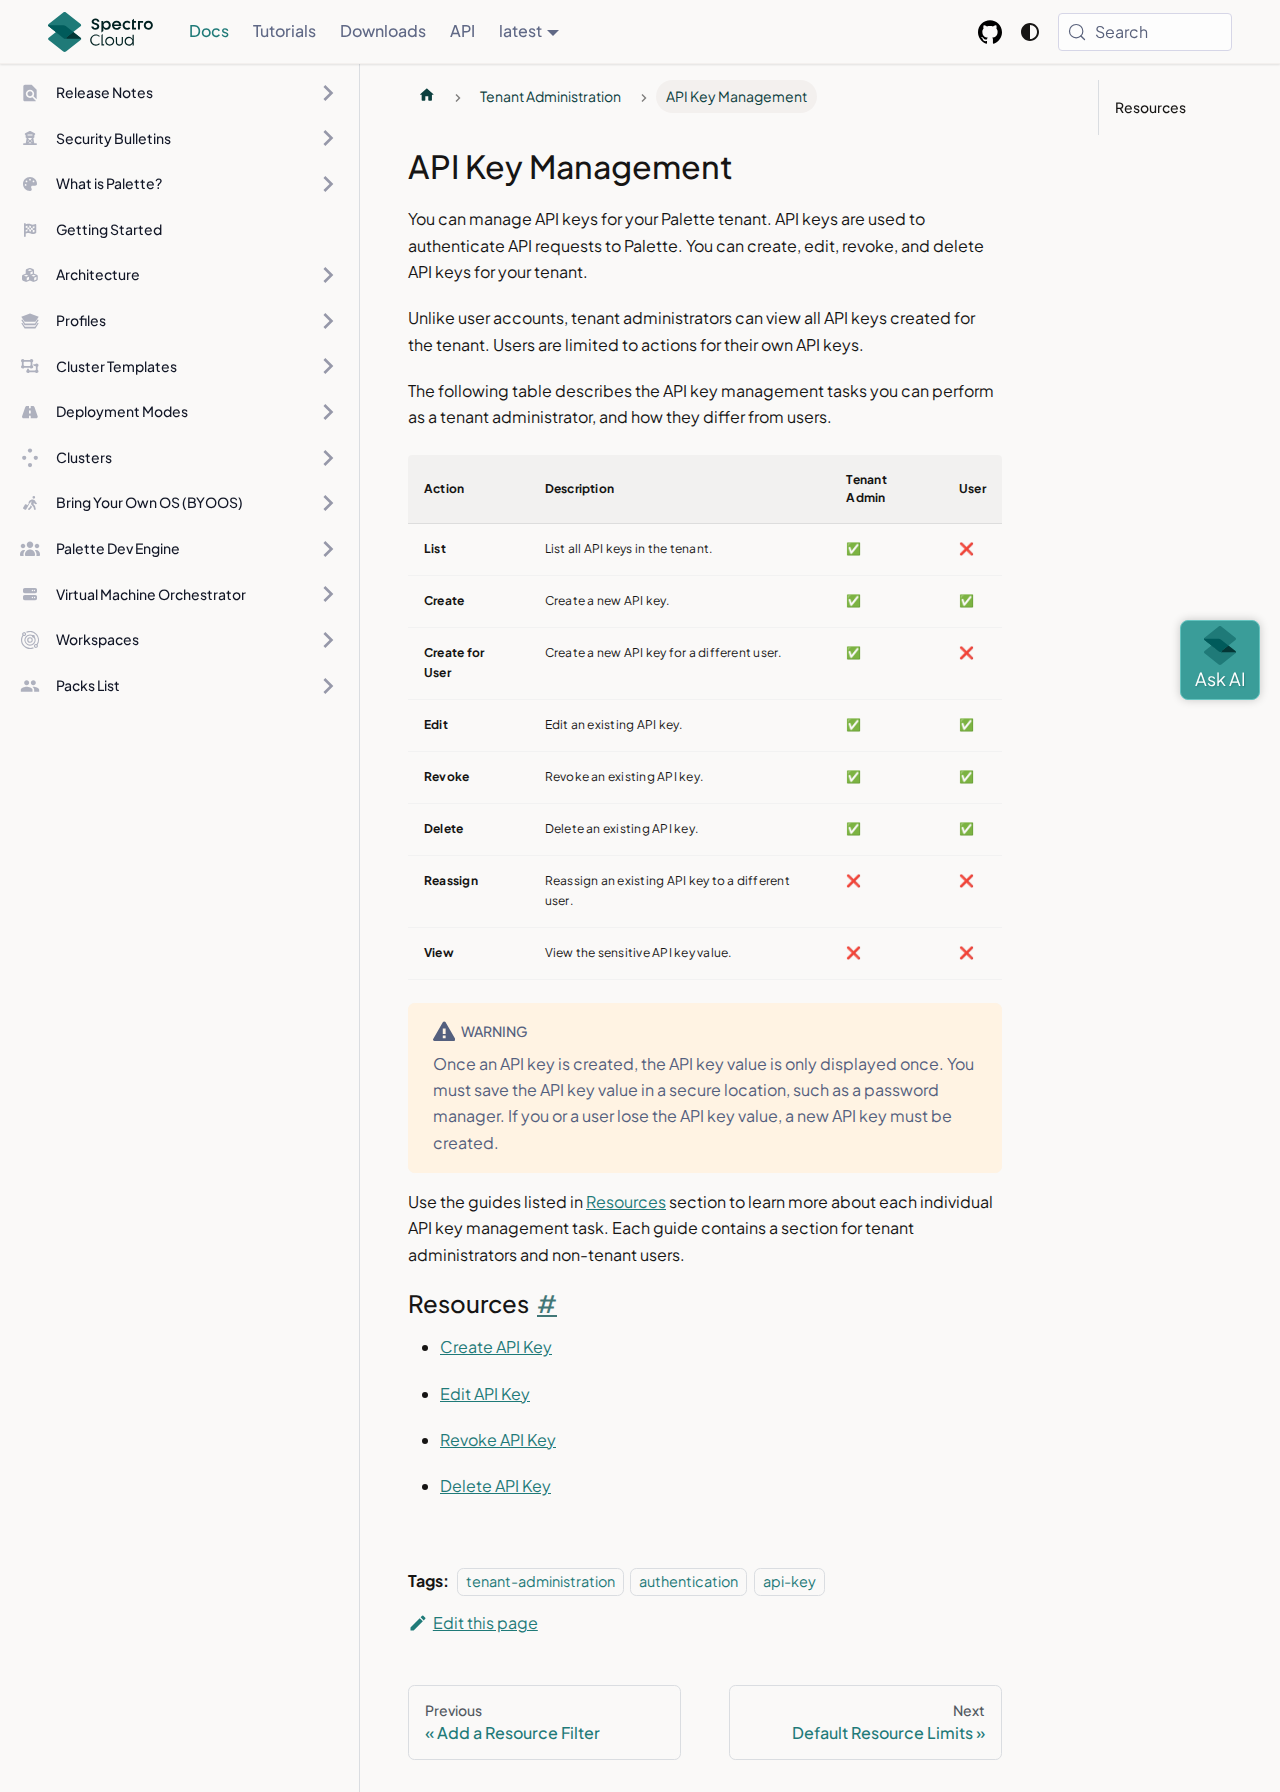 Spectro
Cloud
Docs
Tutorials
Downloads
API
latest
Search
Release Notes
Security Bulletins
What is Palette?
Getting Started
Architecture
Profiles
Cluster Templates
Deployment Modes
Clusters
Bring Your Own OS (BYOOS)
Palette Dev Engine
Virtual Machine Orchestrator
Workspaces
Packs List
Tenant Administration
API Key Management
Resources
API Key Management
You can manage API keys for your Palette tenant. API keys are used to
authenticate API requests to Palette. You can create, edit, revoke, and delete
API keys for your tenant.
Unlike user accounts, tenant administrators can view all API keys created for
the tenant. Users are limited to actions for their own API keys.
The following table describes the API key management tasks you can perform
as a tenant administrator, and how they differ from users.
Action Description Tenant Admin User
List List all API keys in the tenant. ✅ ❌
Create Create a new API key. ✅ ✅
Create for User Create a new API key for a different user. ✅ ❌
Edit Edit an existing API key. ✅ ✅
Revoke Revoke an existing API key. ✅ ✅
Delete Delete an existing API key. ✅ ✅
Reassign Reassign an existing API key to a different user. ❌ ❌
View View the sensitive API key value. ❌ ❌
WARNING
Once an API key is created, the API key value is only displayed once. You
must save the API key value in a secure location, such as a password
manager. If you or a user lose the API key value, a new API key must be
created.
Use the guides listed in Resources section to learn more about each individual
API key management task. Each guide contains a section for tenant
administrators and non-tenant users.
Resources #
Create API Key
Edit API Key
Revoke API Key
Delete API Key
Tags: tenant-administration authentication api-key
Edit this page
Previous
« Add a Resource Filter
Next
Default Resource Limits »
Ask AI